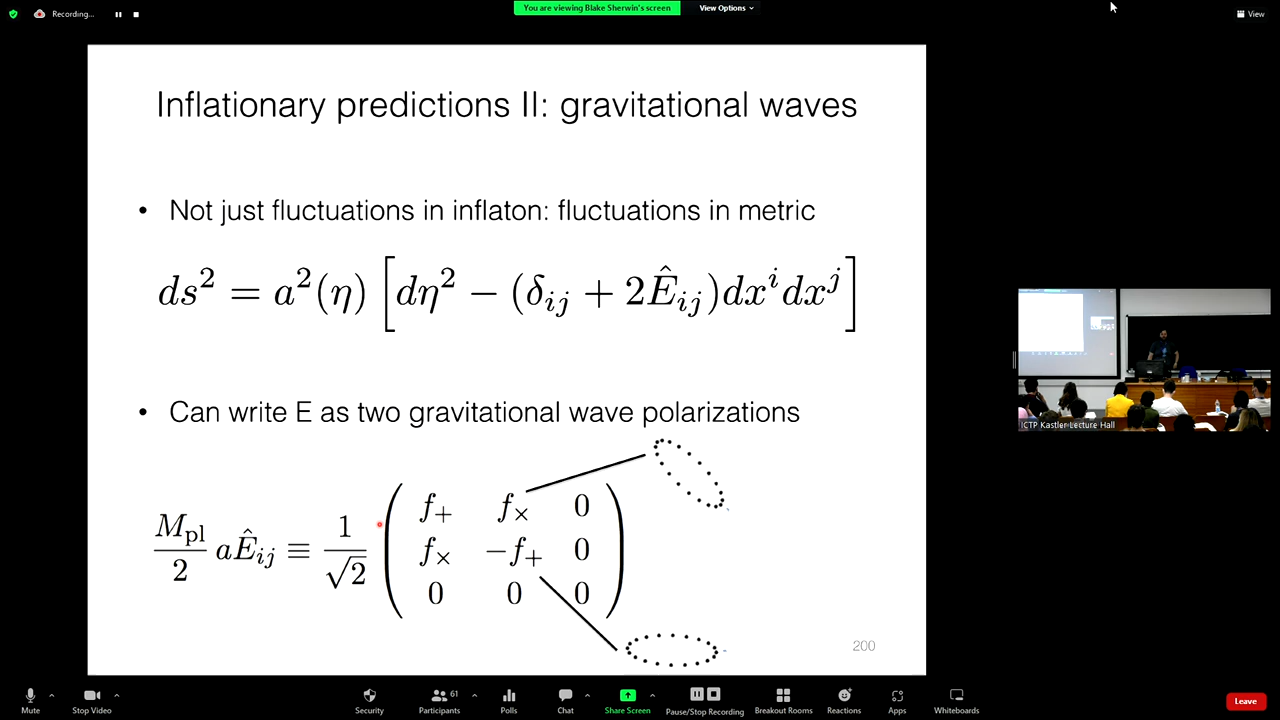 Recording...
You are viewing Blake Sherwin's screen
View Options
View
Inflationary predictions II: gravitational waves
• Not just fluctuations in inflaton: fluctuations in metric
ds² = a²(η) [dη² − (δᵢⱼ + 2Êᵢⱼ)dxⁱdxʲ]
• Can write E as two gravitational wave polarizations
M_pl/2 aÊᵢⱼ ≡ 1/√2 ( f₊ f× 0
f× −f₊ 0
0 0 0 )
200
ICTP Kastler Lecture Hall
Mute
Stop Video
Security
61
Participants
Polls
Chat
Share Screen
Pause/Stop Recording
Breakout Rooms
Reactions
Apps
Whiteboards
Leave